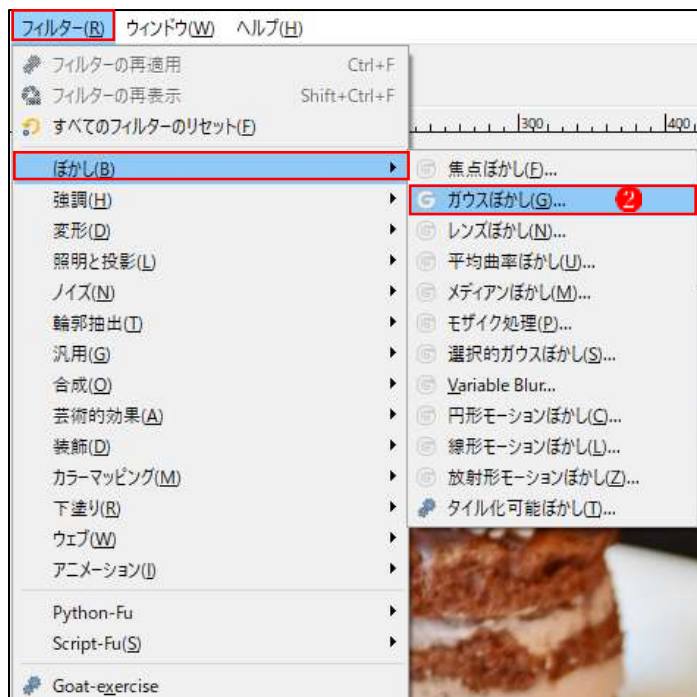 フィルター(R) ウィンドウ(W) ヘルプ(H)
フィルターの再適用 Ctrl+F
フィルターの再表示 Shift+Ctrl+F
すべてのフィルターのリセット(F)
300 400
ぼかし(B)
強調(H)
変形(D)
照明と投影(L)
ノイズ(N)
輪郭抽出(T)
汎用(G)
合成(O)
芸術的効果(A)
装飾(D)
カラーマッピング(M)
下塗り(R)
ウェブ(W)
アニメーション(I)
Python-Fu
Script-Fu(S)
Goat-exercise
焦点ぼかし(F)...
ガウスぼかし(G)... 2
レンズぼかし(N)...
平均曲率ぼかし(U)...
メディアンぼかし(M)...
モザイク処理(P)...
選択的ガウスぼかし(S)...
Variable Blur...
円形モーションぼかし(C)...
線形モーションぼかし(L)...
放射形モーションぼかし(Z)...
タイル化可能ぼかし(T)...